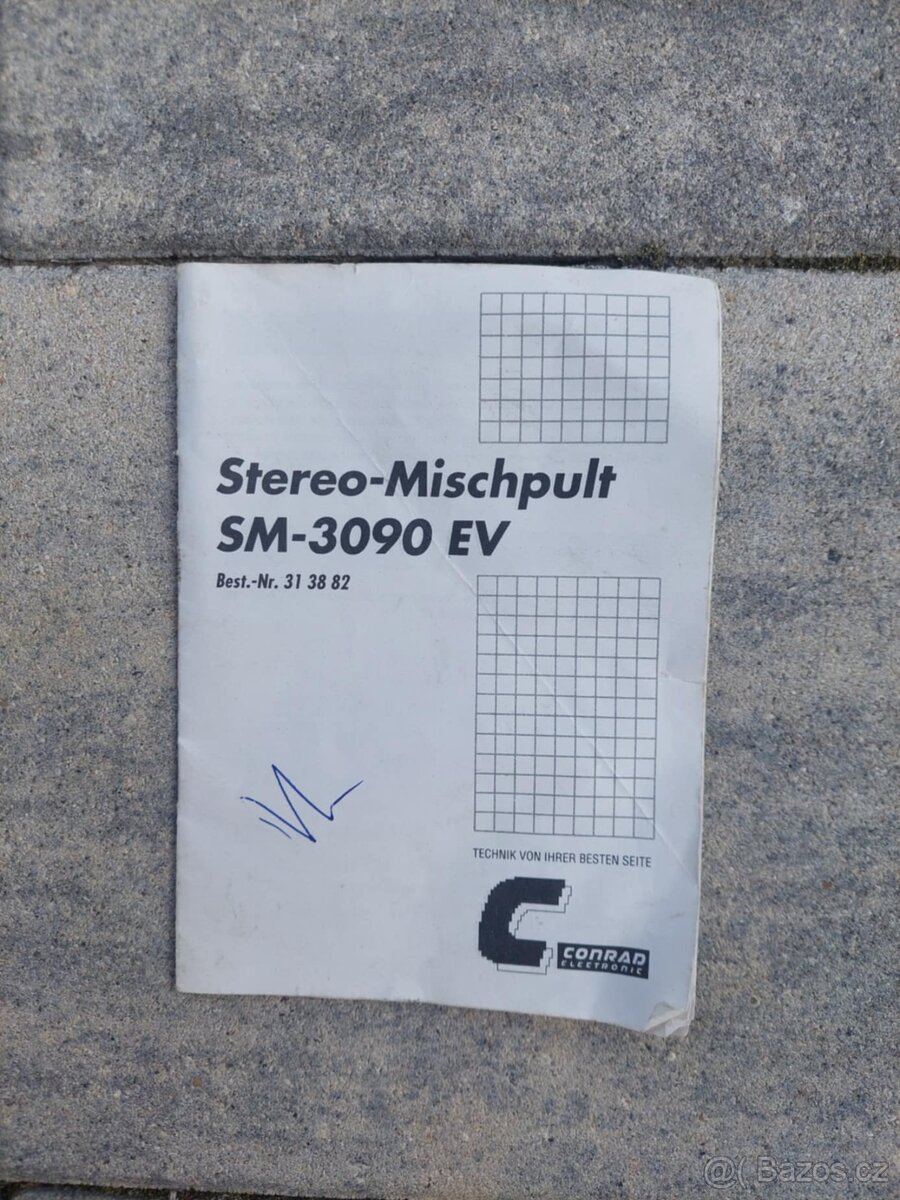 Stereo-Mischpult
SM-3090 EV
Best.-Nr. 31 38 82
TECHNIK VON IHRER BESTEN SEITE
CONRAD
ELECTRONIC
@( Bazos.cz